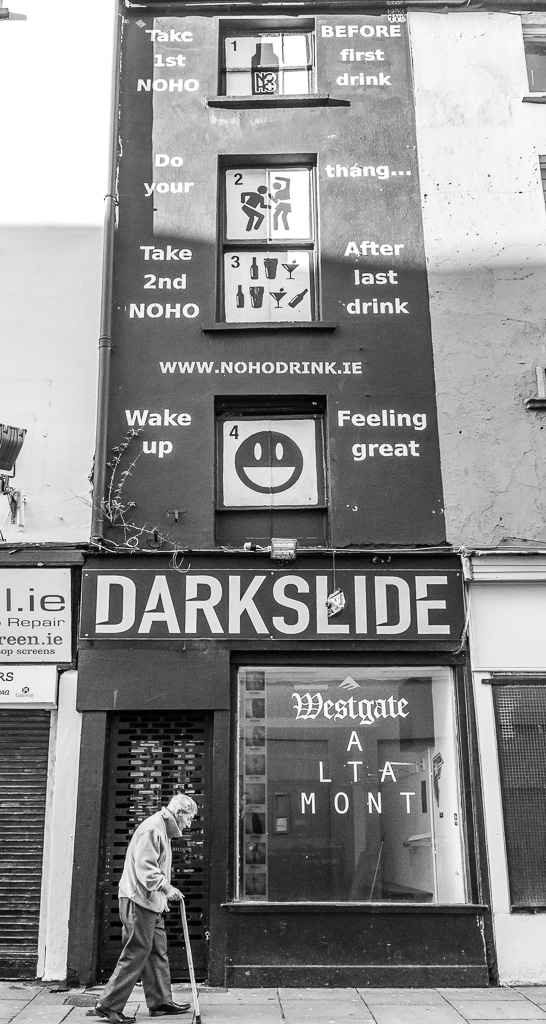 Take
1st
NOHO
1
NO
HO
BEFORE
first
drink
Do
your
2
thang...
Take
2nd
NOHO
3
After
last
drink
WWW.NOHODRINK.IE
Wake
up
4
Feeling
great
DARKSLIDE
l.ie
Repair
reen.ie
top screens
RS
Gateway
Westgate
A
LTA
MONT